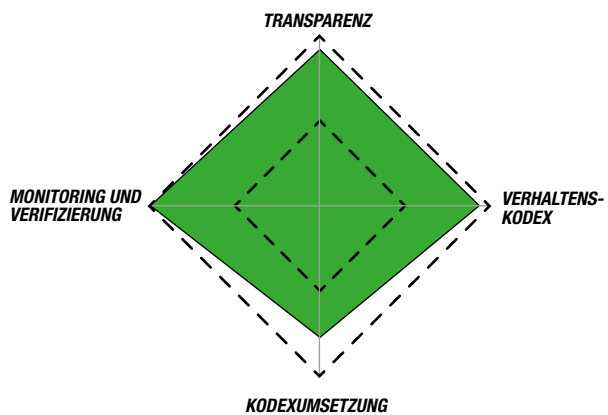 TRANSPARENZ
MONITORING UND
VERIFIZIERUNG
VERHALTENS-
KODEX
KODEXUMSETZUNG